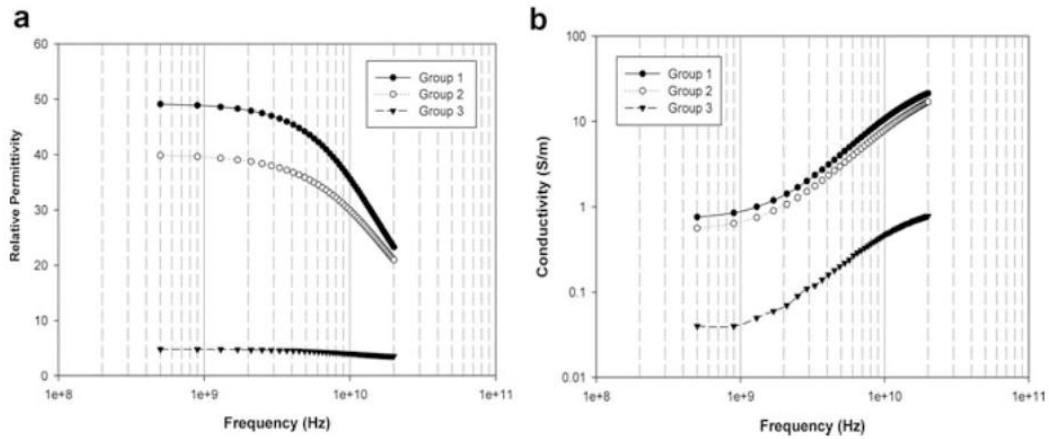 a
60
50
40
30
20
10
0
Relative Permittivity
Group 1
Group 2
Group 3
1e+8
1e+9
1e+10
1e+11
Frequency (Hz)
b
100
10
1
0.1
0.01
Conductivity (S/m)
Group 1
Group 2
Group 3
1e+8
1e+9
1e+10
1e+11
Frequency (Hz)